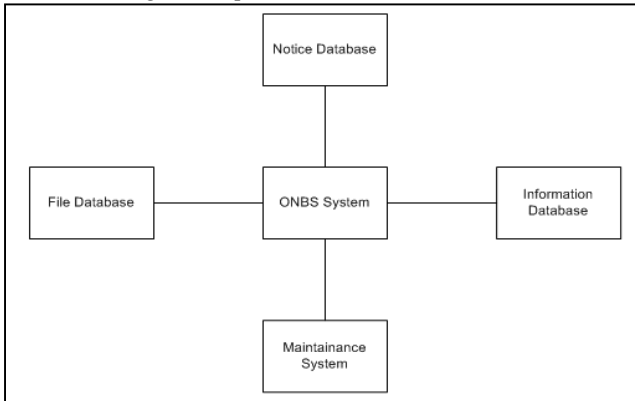 Notice Database
File Database
ONBS System
Information
Database
Maintainance
System